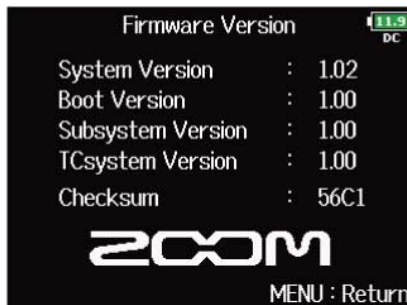 Firmware Version
11.9
DC
System Version : 1.02
Boot Version : 1.00
Subsystem Version : 1.00
TCsystem Version : 1.00
Checksum : 56C1
ZOOM
MENU : Return